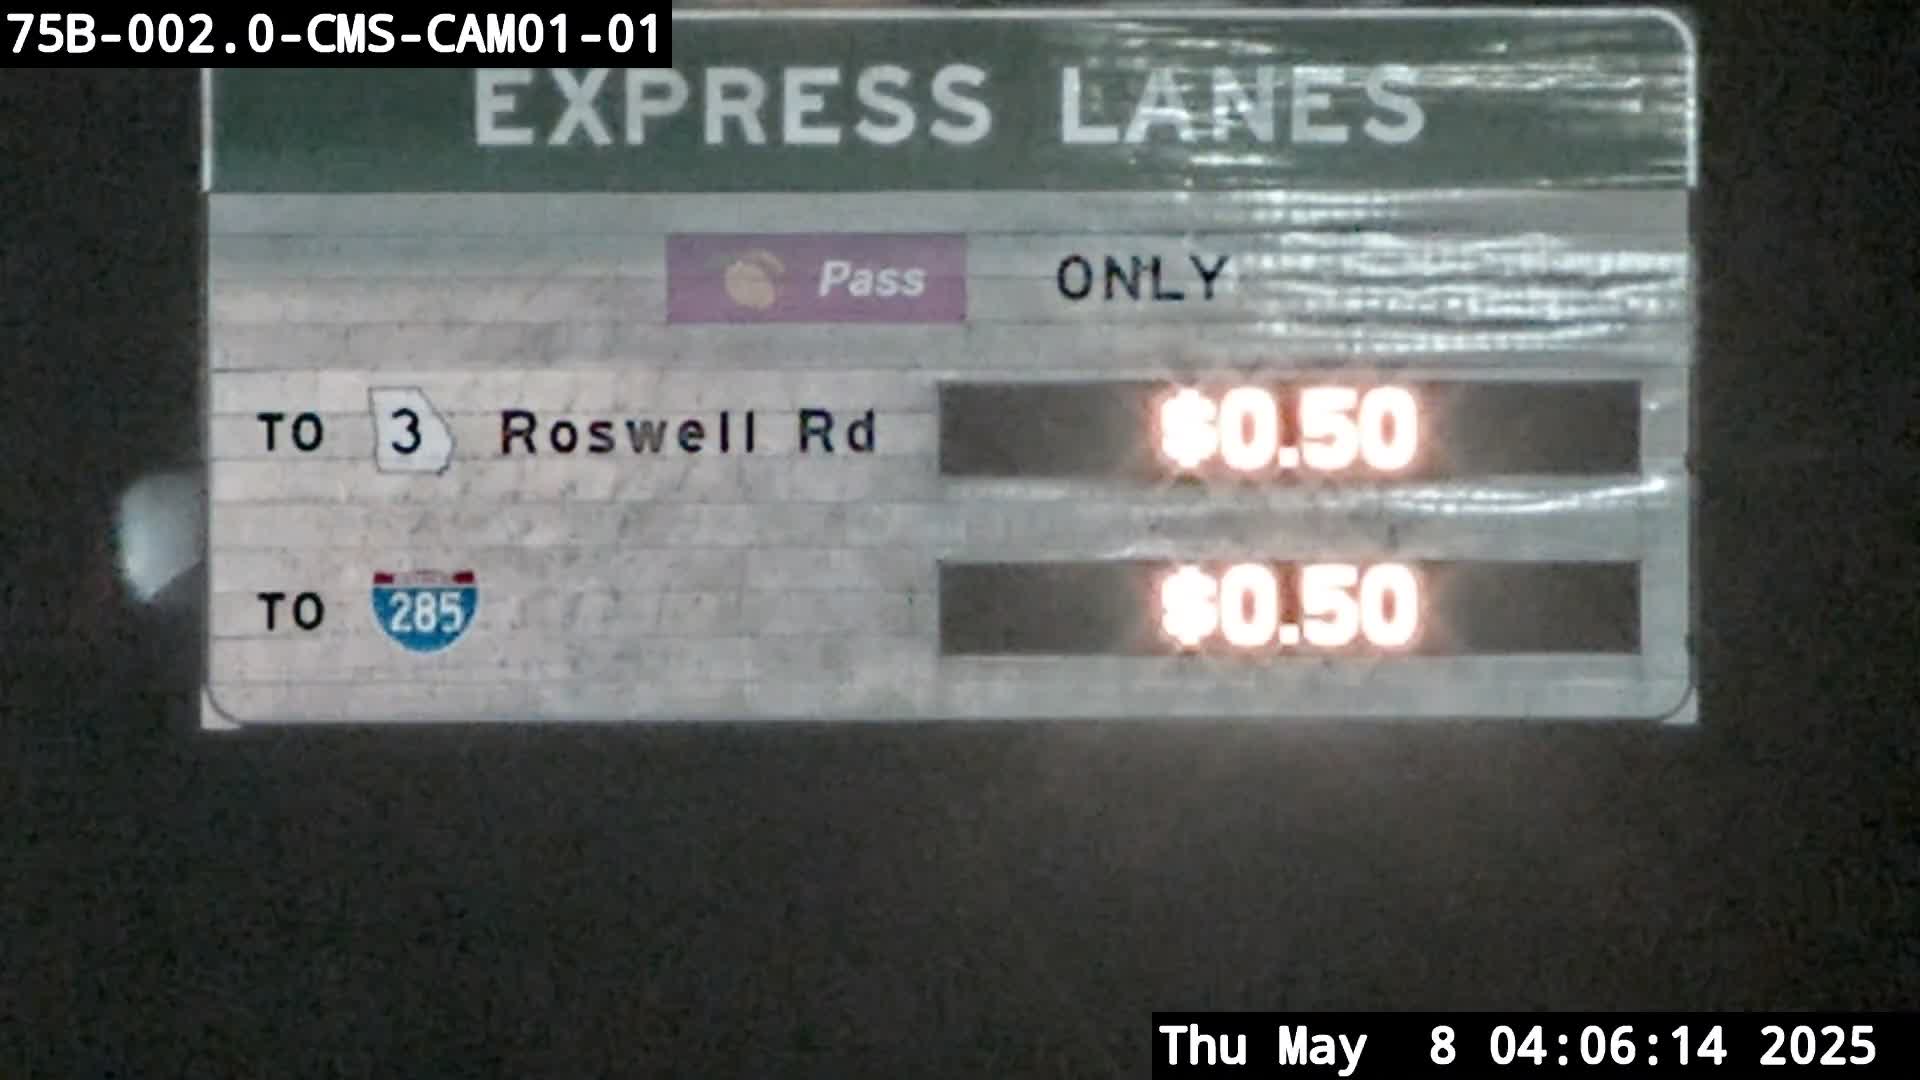 75B-002.0-CMS-CAM01-01
EXPRESS LANES
Pass ONLY
TO 3 Roswell Rd $0.50
TO 285 $0.50
Thu May 8 04:06:14 2025